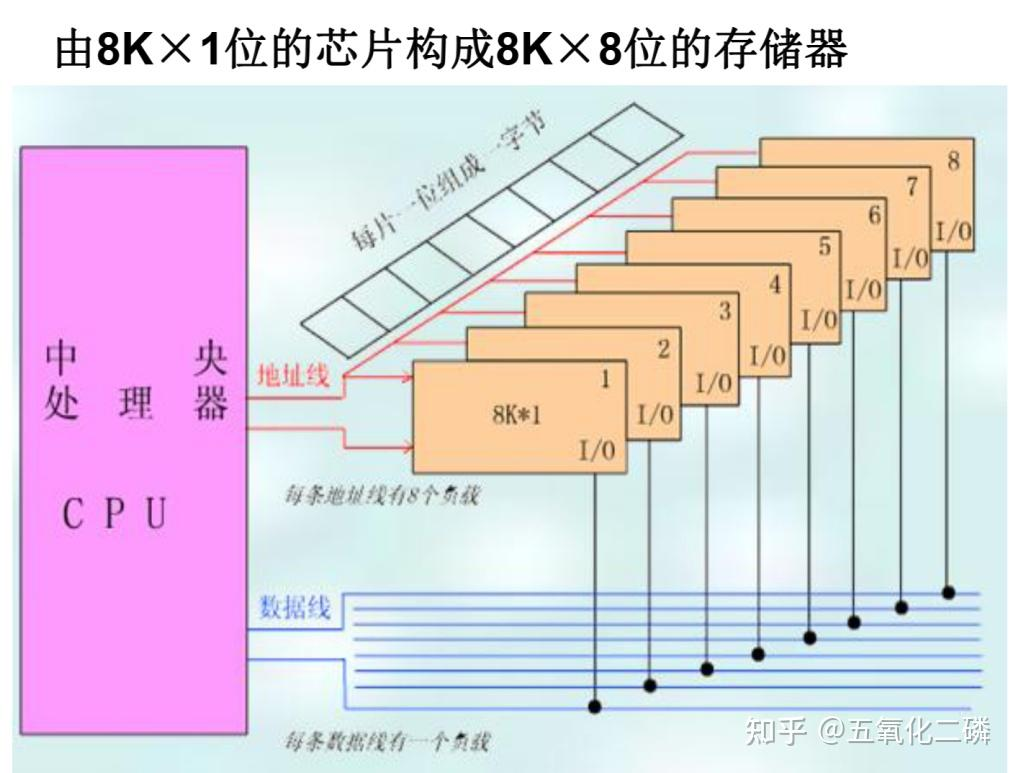 由8K×1位的芯片构成8K×8位的存储器
每片一位组成一字节
8
I/O
7
I/O
6
I/O
5
I/O
4
I/O
3
I/O
2
I/O
1
8K*1
I/O
中 央
处 理 器
CPU
地址线
每条地址线有8个负载
数据线
每条数据线有一个负载
知乎 @五氧化二磷